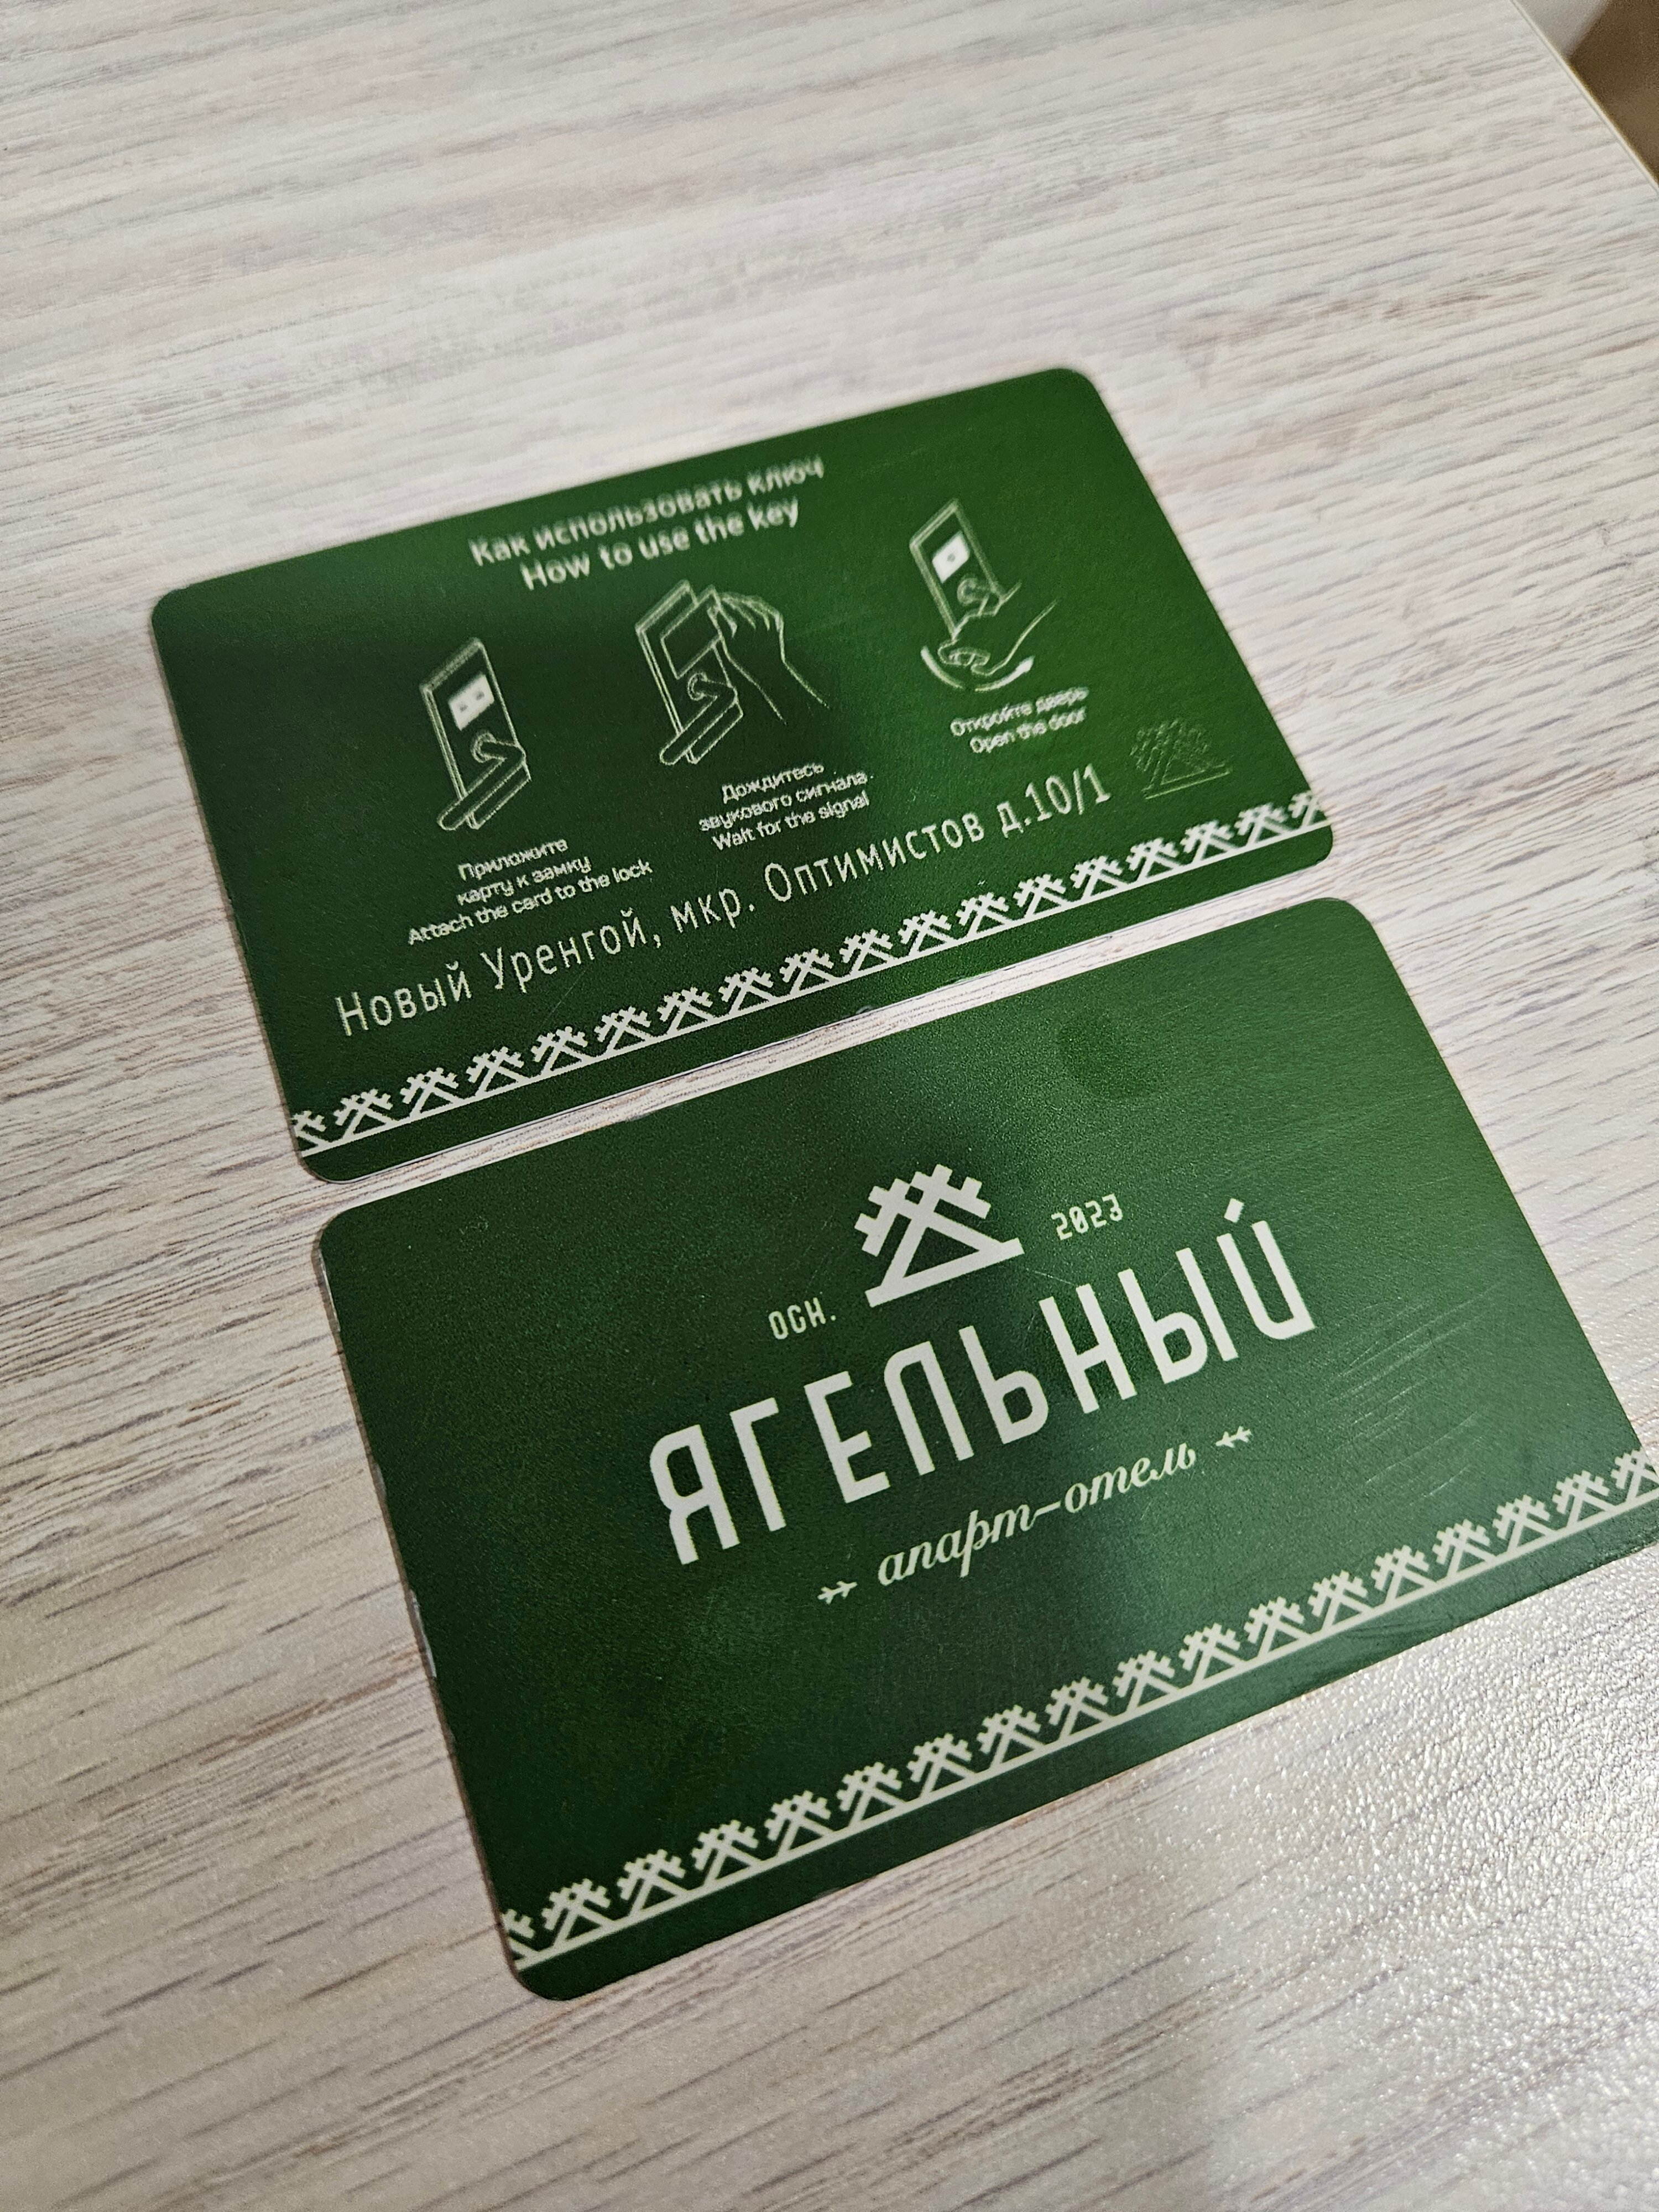 Как использовать ключ
How to use the key
Приложите
карту к замку
Attach the card to the lock
Дождитесь
звукового сигнала
Wait for the signal
Откройте дверь
Open the door
Новый Уренгой, мкр. Оптимистов д.10/1
ОСН. 2023
ЯГЕЛЬНЫЙ
апарт-отель